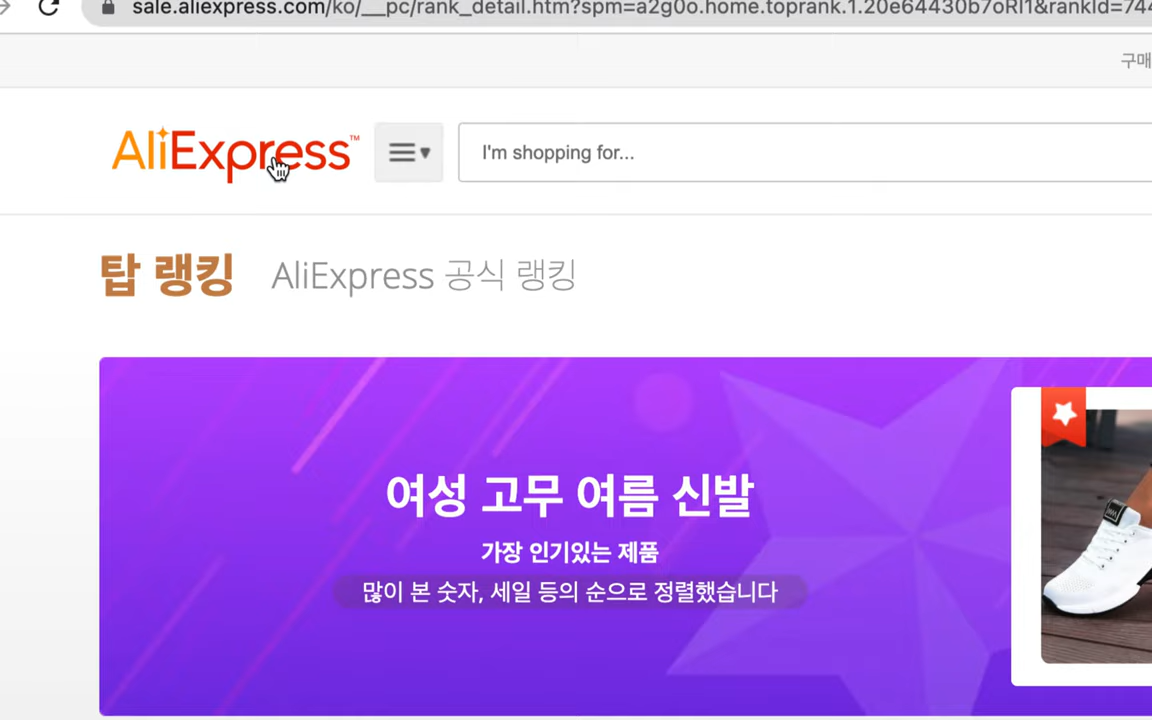 sale.aliexpress.com/ko/__pc/rank_detail.htm?spm=a2g0o.home.toprank.1.20e64430b7oRI1&rankId=744
구매
AliExpress™
I'm shopping for...
탑 랭킹 AliExpress 공식 랭킹
여성 고무 여름 신발
가장 인기있는 제품
많이 본 숫자, 세일 등의 순으로 정렬했습니다